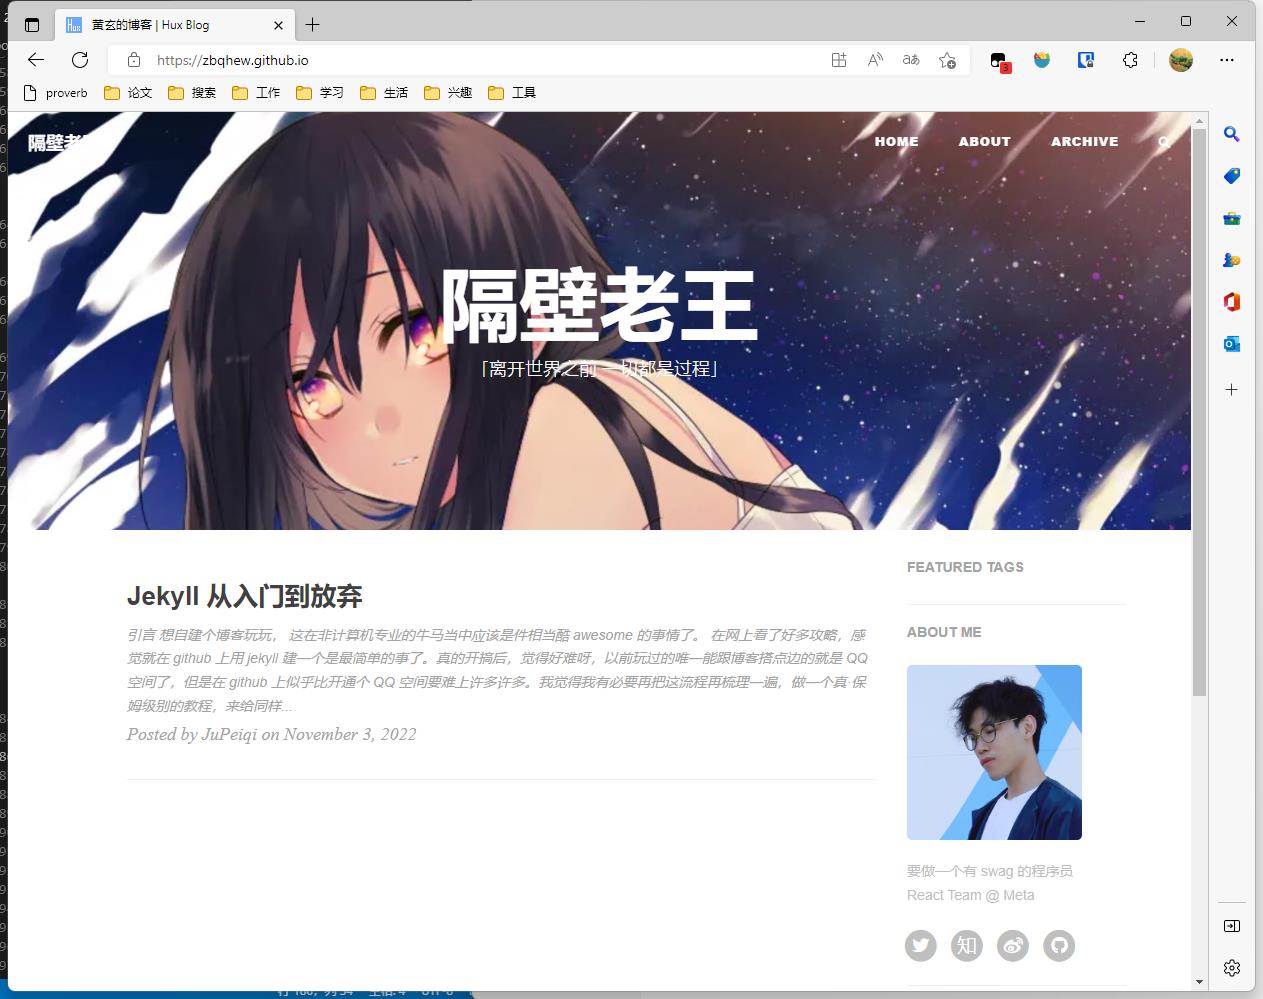 黄玄的博客 | Hux Blog
https://zbqhew.github.io
proverb 论文 搜索 工作 学习 生活 兴趣 工具
隔壁老
HOME ABOUT ARCHIVE
隔壁老王
「离开世界之前 一切都是过程」
Jekyll 从入门到放弃
引言 想自建个博客玩玩， 这在非计算机专业的牛马当中应该是件相当酷 awesome 的事情了。 在网上看了好多攻略，感
觉就在 github 上用 jekyll 建一个是最简单的事了。真的开搞后，觉得好难呀，以前玩过的唯一能跟博客搭点边的就是 QQ
空间了，但是在 github 上似乎比开通个 QQ 空间要难上许多许多。我觉得我有必要再把这流程再梳理一遍，做一个真·保
姆级别的教程，来给同样...
Posted by JuPeiqi on November 3, 2022
FEATURED TAGS
ABOUT ME
要做一个有 swag 的程序员
React Team @ Meta
知